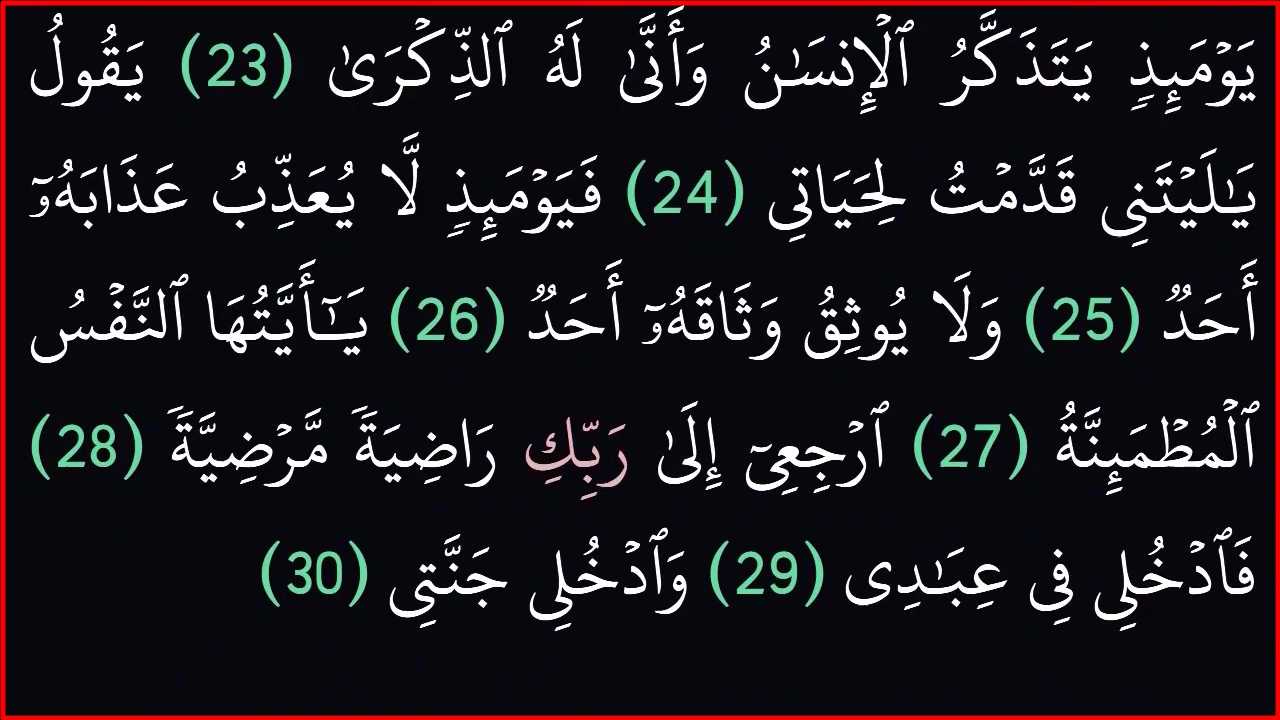 يَوْمَئِذٍۢ يَتَذَكَّرُ ٱلْإِنسَـٰنُ وَأَنَّىٰ لَهُ ٱلذِّكْرَىٰ (23) يَقُولُ
يَـٰلَيْتَنِى قَدَّمْتُ لِحَيَاتِى (24) فَيَوْمَئِذٍۢ لَّا يُعَذِّبُ عَذَابَهُۥٓ
أَحَدٌۭ (25) وَلَا يُوثِقُ وَثَاقَهُۥٓ أَحَدٌۭ (26) يَـٰٓأَيَّتُهَا ٱلنَّفْسُ
ٱلْمُطْمَئِنَّةُ (27) ٱرْجِعِىٓ إِلَىٰ رَبِّكِ رَاضِيَةًۭ مَّرْضِيَّةًۭ (28)
فَٱدْخُلِى فِى عِبَـٰدِى (29) وَٱدْخُلِى جَنَّتِى (30)